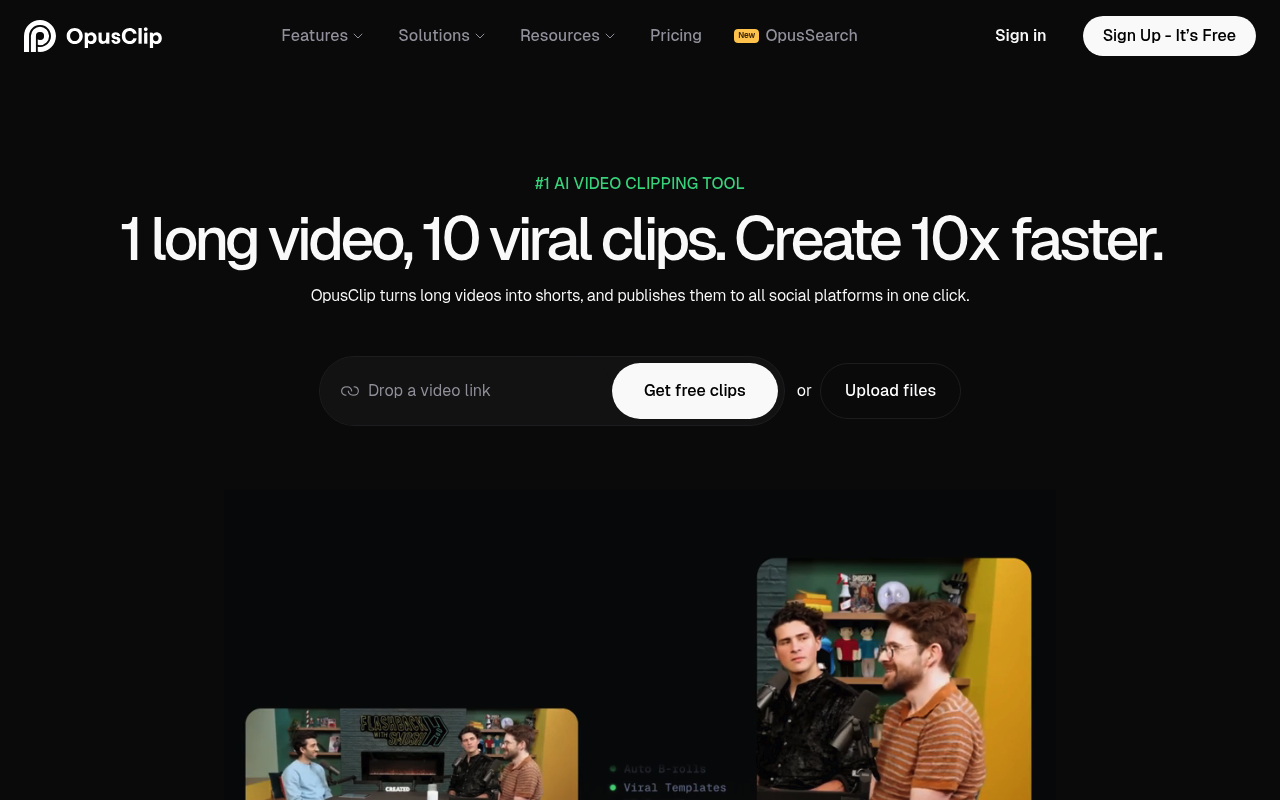 OpusClip
Features
Solutions
Resources
Pricing
New OpusSearch
Sign in
Sign Up - It's Free
#1 AI VIDEO CLIPPING TOOL
1 long video, 10 viral clips. Create 10x faster.
OpusClip turns long videos into shorts, and publishes them to all social platforms in one click.
Drop a video link
Get free clips
or
Upload files
FLASHBACK
WITH SMASH
CREATED
Auto B-rolls
Viral Templates